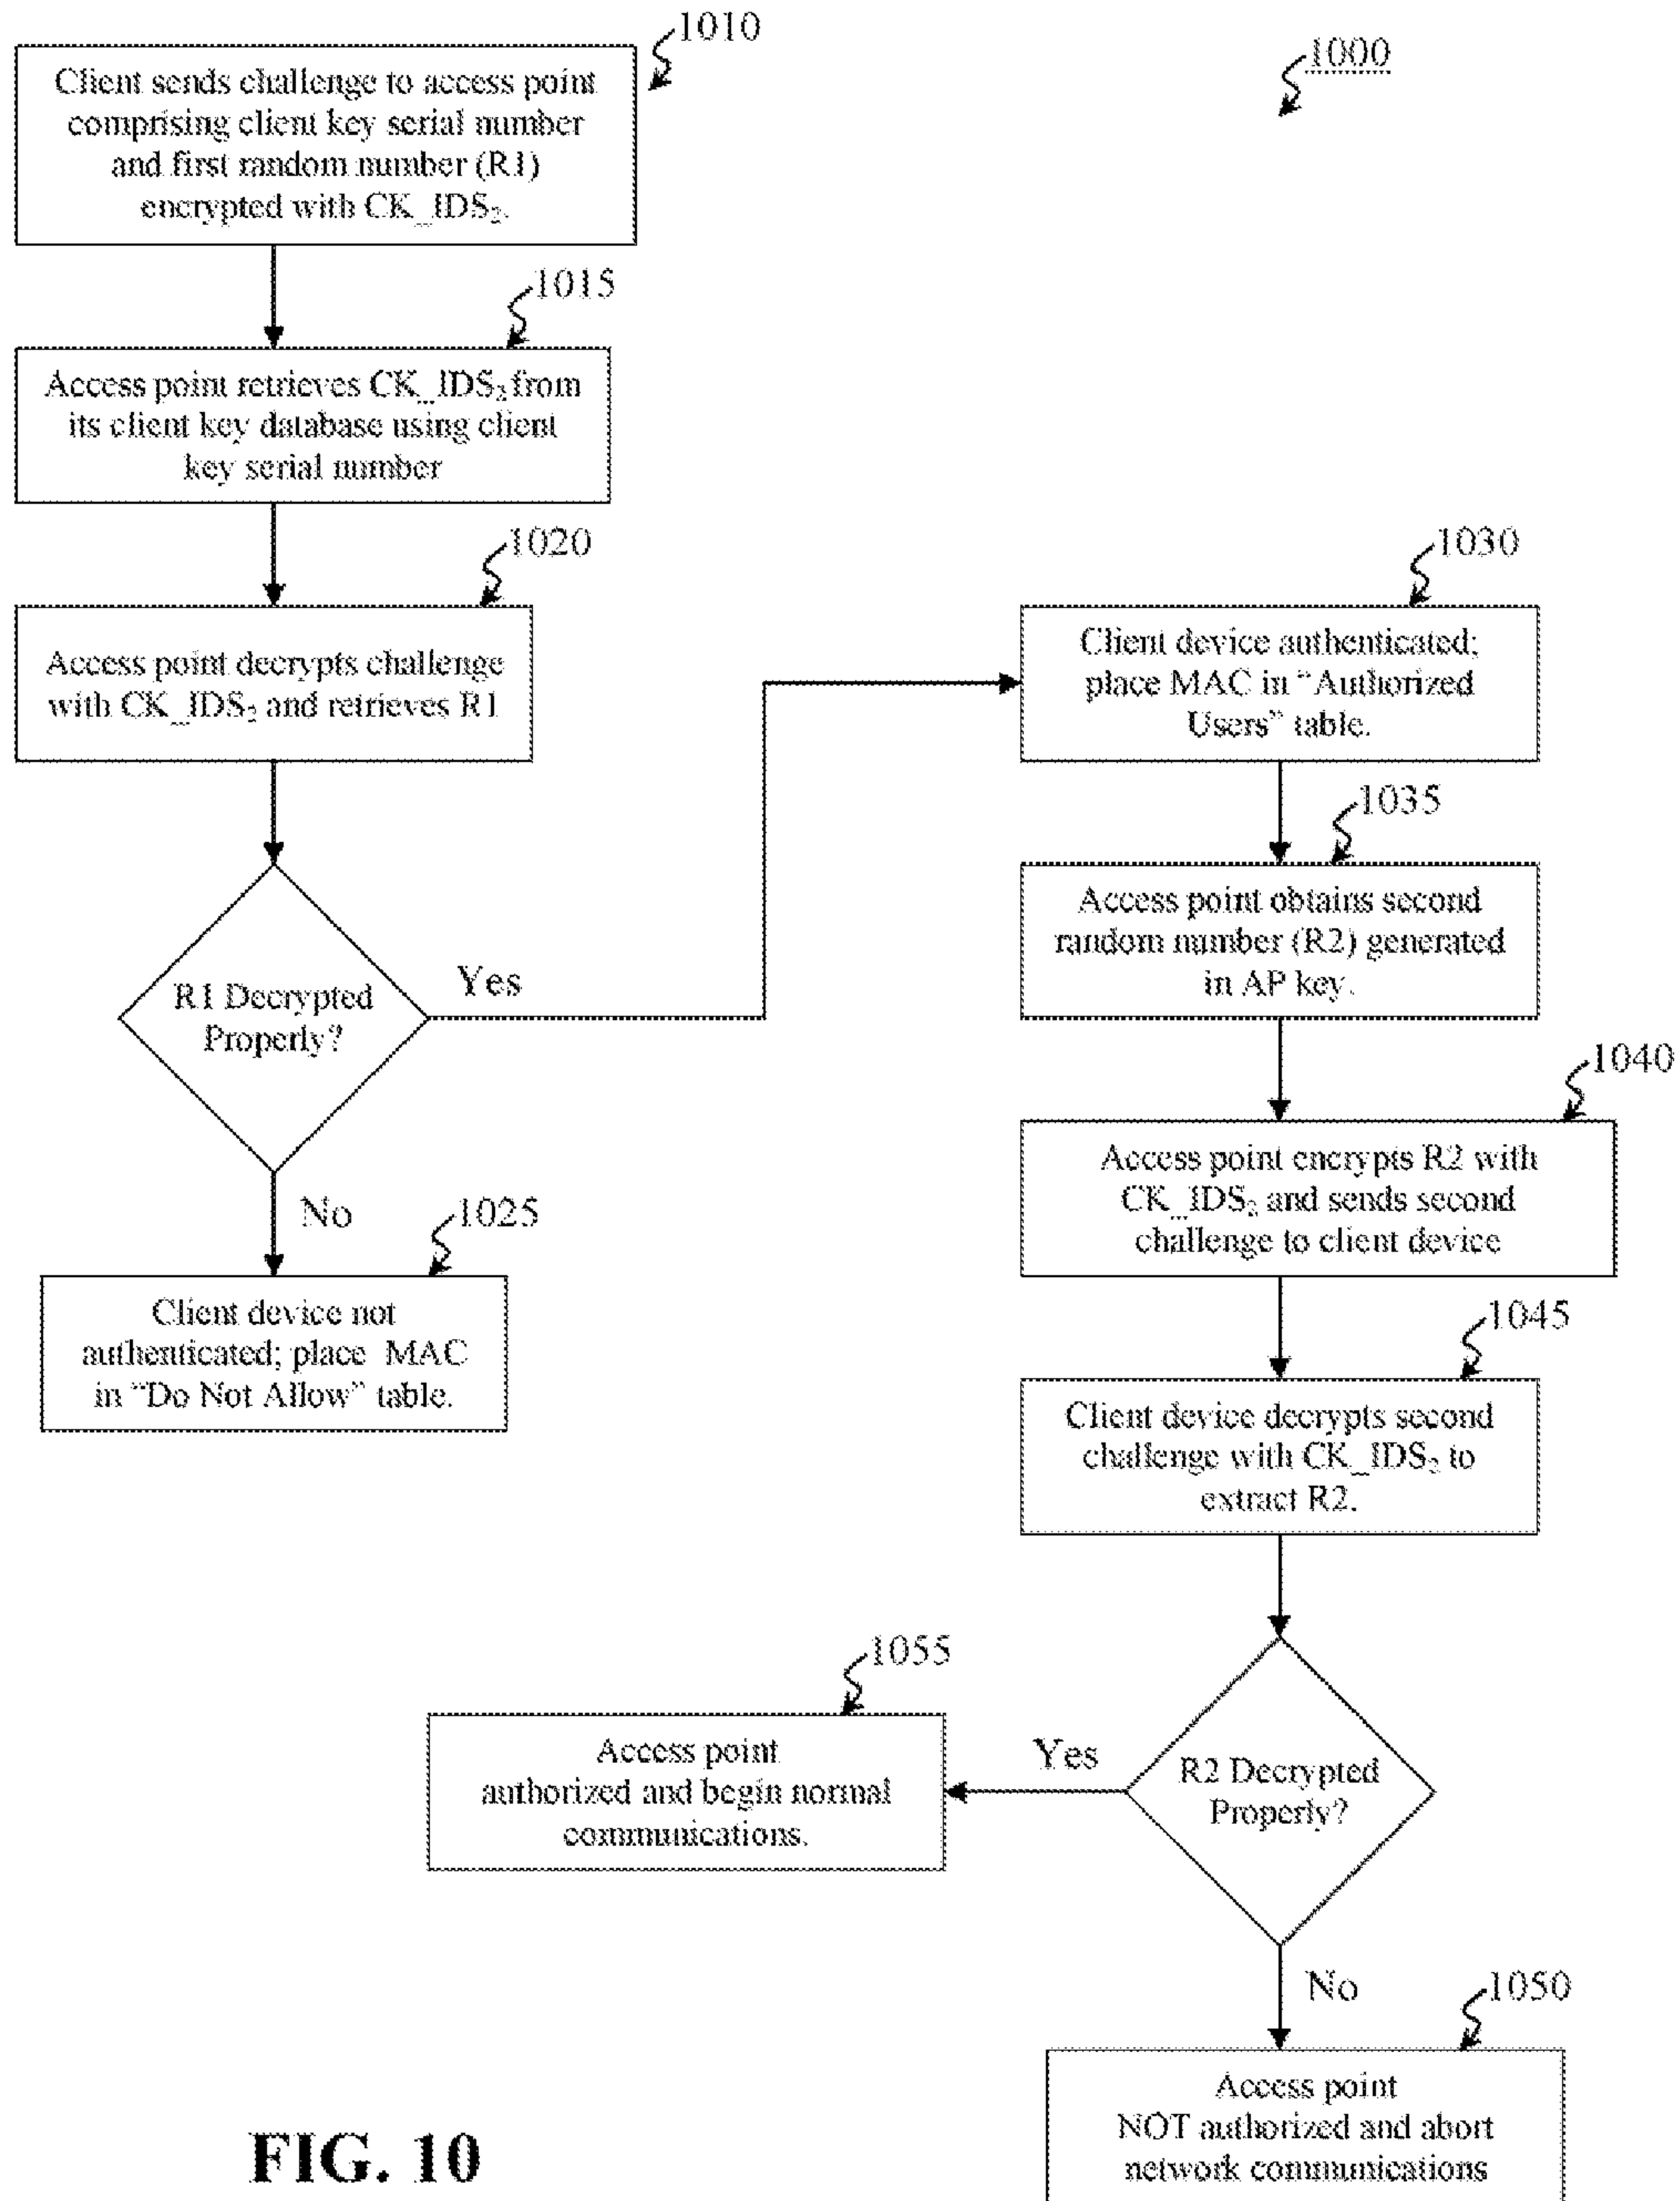 1010
1000
Client sends challenge to access point
comprising client key serial number
and first random number (R1)
encrypted with CK_IDS₂.
1015
Access point retrieves CK_IDS₂ from
its client key database using client
key serial number
1020
Access point decrypts challenge
with CK_IDS₂ and retrieves R1
R1 Decrypted
Properly?
Yes
No
1025
Client device not
authenticated; place MAC
in “Do Not Allow” table.
1030
Client device authenticated;
place MAC in “Authorized
Users” table.
1035
Access point obtains second
random number (R2) generated
in AP key.
1040
Access point encrypts R2 with
CK_IDS₂ and sends second
challenge to client device
1045
Client device decrypts second
challenge with CK_IDS₂ to
extract R2.
R2 Decrypted
Properly?
Yes
1055
Access point
authorized and begin normal
communications.
No
1050
Access point
NOT authorized and abort
network communications
FIG. 10